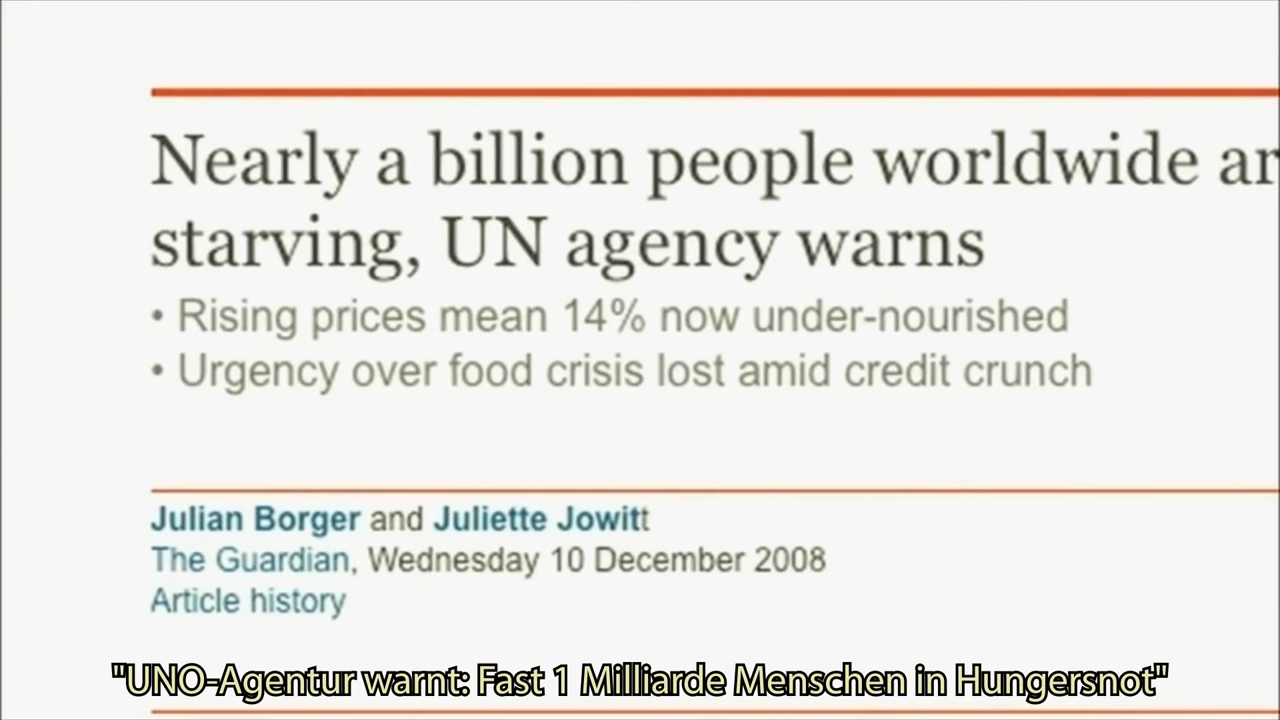 Nearly a billion people worldwide ar
starving, UN agency warns
• Rising prices mean 14% now under-nourished
• Urgency over food crisis lost amid credit crunch
Julian Borger and Juliette Jowitt
The Guardian, Wednesday 10 December 2008
Article history
"UNO-Agentur warnt: Fast 1 Milliarde Menschen in Hungersnot"